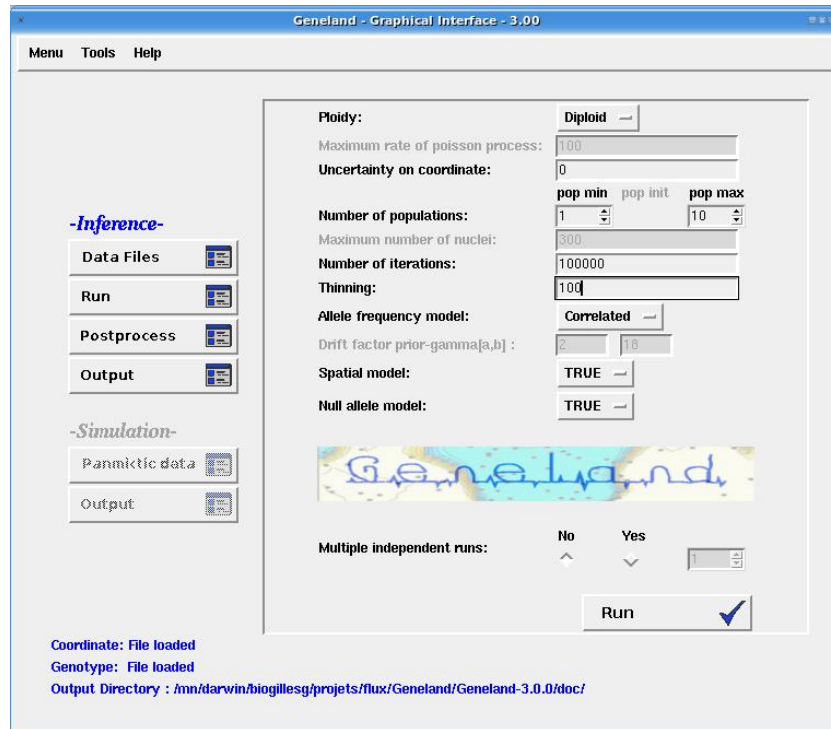 Geneland - Graphical Interface - 3.00
Menu Tools Help
Ploidy: Diploid
Maximum rate of poisson process: 100
Uncertainty on coordinate: 0
pop min pop init pop max
-Inference-
Number of populations: 1 10
Data Files
Maximum number of nuclei: 300
Number of iterations: 100000
Run
Thinning: 100
Postprocess
Allele frequency model: Correlated
Drift factor prior-gamma[a,b] : 2 18
Output
Spatial model: TRUE
Null allele model: TRUE
-Simulation-
Panmictic data
Output
Geneland
Multiple independent runs: No Yes 1
Run
Coordinate: File loaded
Genotype: File loaded
Output Directory : /mn/darwin/biogillesg/projets/flux/Geneland/Geneland-3.0.0/doc/